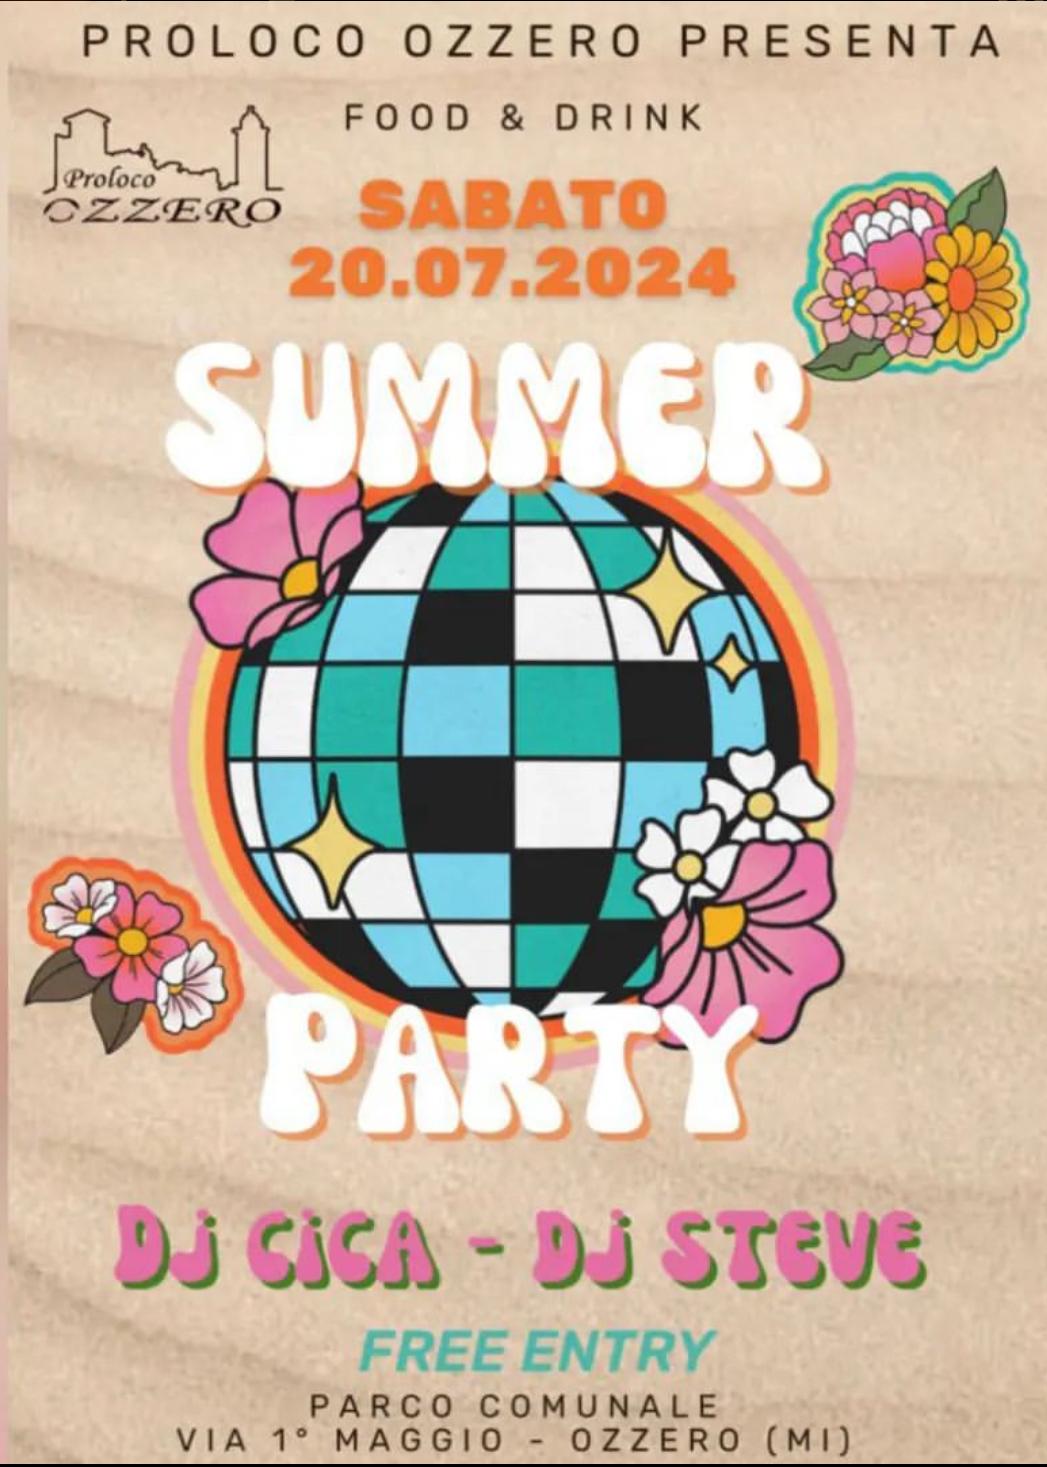 PROLOCO OZZERO PRESENTA
FOOD & DRINK
Proloco
OZZERO
SABATO
20.07.2024
SUMMER
PARTY
Dj CiCA - Dj STEVE
FREE ENTRY
PARCO COMUNALE
VIA 1° MAGGIO - OZZERO (MI)